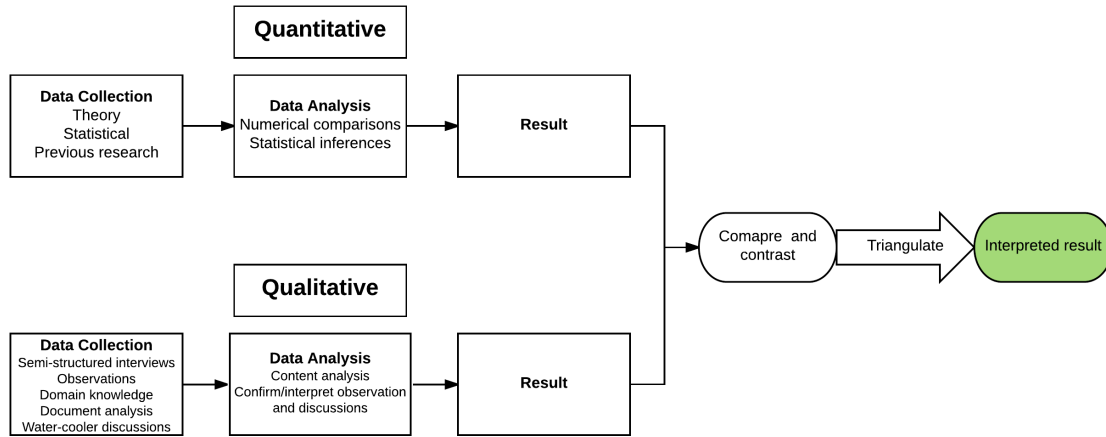 Quantitative
Data Collection
Theory
Statistical
Previous research
Data Analysis
Numerical comparisons
Statistical inferences
Result
Comapre and
contrast
Triangulate
Interpreted result
Qualitative
Data Collection
Semi-structured interviews
Observations
Domain knowledge
Document analysis
Water-cooler discussions
Data Analysis
Content analysis
Confirm/interpret observation
and discussions
Result